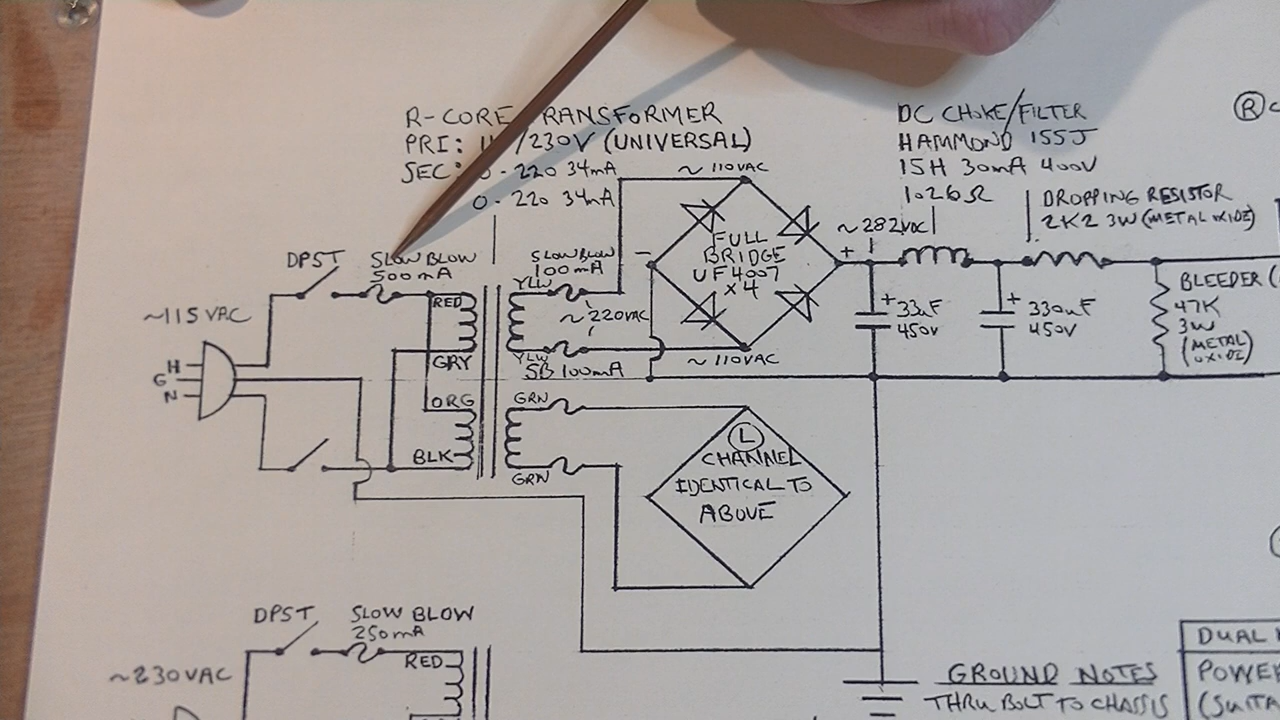 R-CORE TRANSFORMER
PRI: /230V (UNIVERSAL)
SEC: 0-220 34mA
0-220 34mA
~110VAC
DC CHOKE/FILTER
HAMMOND 155J
15H 30mA 400V
1026Ω
DROPPING RESISTOR
2K2 3W (METAL OXIDE)
R
DPST
SLOW BLOW
500mA
SLOW BLOW
100mA
YLW
RED
~220VAC
YLW
SB 100mA
GRY
FULL
BRIDGE
UF4007
x4
~282VDC
-
+
~110VAC
+
33uF
450V
+
330uF
450V
BLEEDER
47K
3W
(METAL
OXIDE)
~115VAC
H
G
N
ORG
BLK
GRN
GRN
L
CHANNEL
IDENTICAL TO
ABOVE
DPST
SLOW BLOW
250mA
RED
~230VAC
GROUND NOTES
THRU BOLT TO CHASSIS
DUAL
POWER